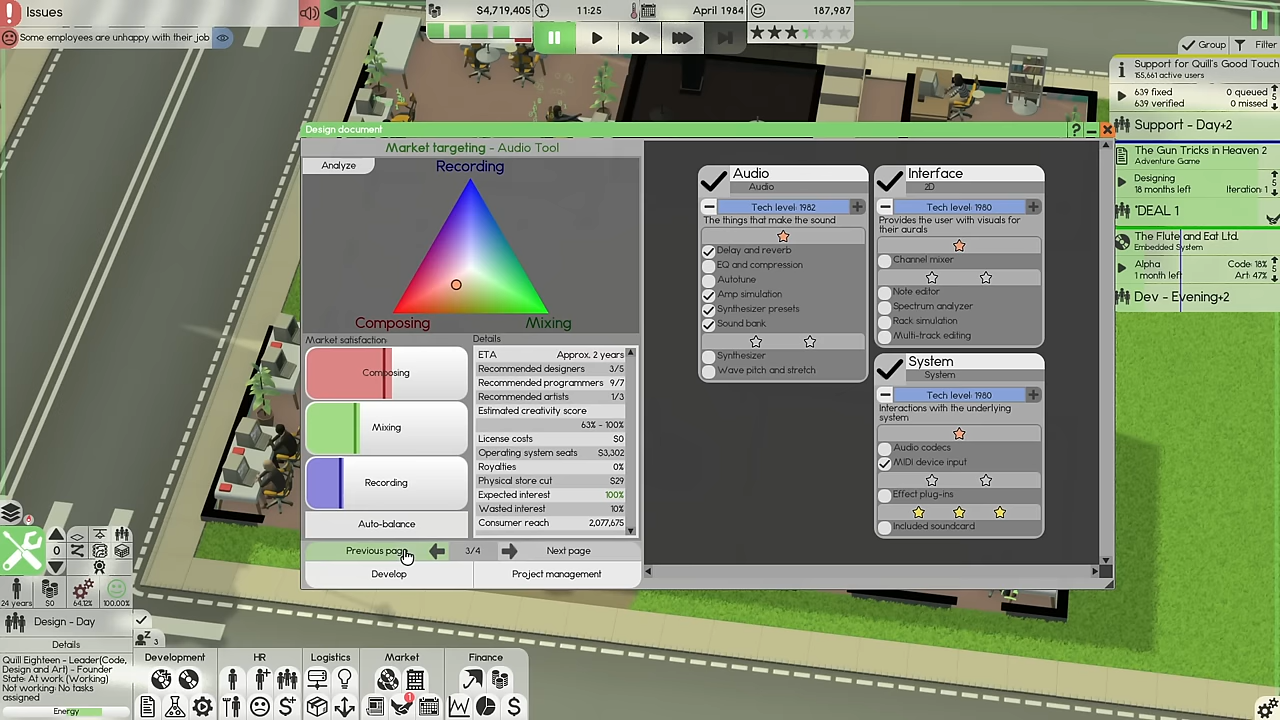 Issues
Some employees are unhappy with their job
$4,719,405
11:25
April 1984
187,987
Group
Filter
Support for Quill's Good Touch
155,661 active users
639 fixed
0 queued
639 verified
0 missed
Support - Day+2
The Gun Tricks in Heaven 2
Adventure Game
Designing
18 months left
Iteration: 1
*DEAL 1
The Flute and Eat Ltd.
Embedded System
Alpha
Code: 18%
1 month left
Art: 47%
Dev - Evening+2
Design document
?
Market targeting - Audio Tool
Analyze
Recording
Composing
Mixing
Market satisfaction
Composing
Mixing
Recording
Auto-balance
Details
ETA
Approx. 2 years
Recommended designers
3/5
Recommended programmers
9/7
Recommended artists
1/3
Estimated creativity score
63% - 100%
License costs
$0
Operating system seats
$3,302
Royalties
0%
Physical store cut
$29
Expected interest
100%
Wasted interest
10%
Consumer reach
2,077,675
Previous page
3/4
Next page
Develop
Project management
Audio
Audio
Tech level: 1982
The things that make the sound
Delay and reverb
EQ and compression
Autotune
Amp simulation
Synthesizer presets
Sound bank
Synthesizer
Wave pitch and stretch
Interface
2D
Tech level: 1980
Provides the user with visuals for
their aurals
Channel mixer
Note editor
Spectrum analyzer
Rack simulation
Multi-track editing
System
System
Tech level: 1980
Interactions with the underlying
system
Audio codecs
MIDI device input
Effect plug-ins
Included soundcard
0
24 years
$0
64.12%
100.00%
Design - Day
3
Details
Quill Eighteen - Leader(Code,
Design and Art) - Founder
State: At work (Working)
Not working: No tasks
assigned
Energy
Development
HR
Logistics
Market
Finance
1